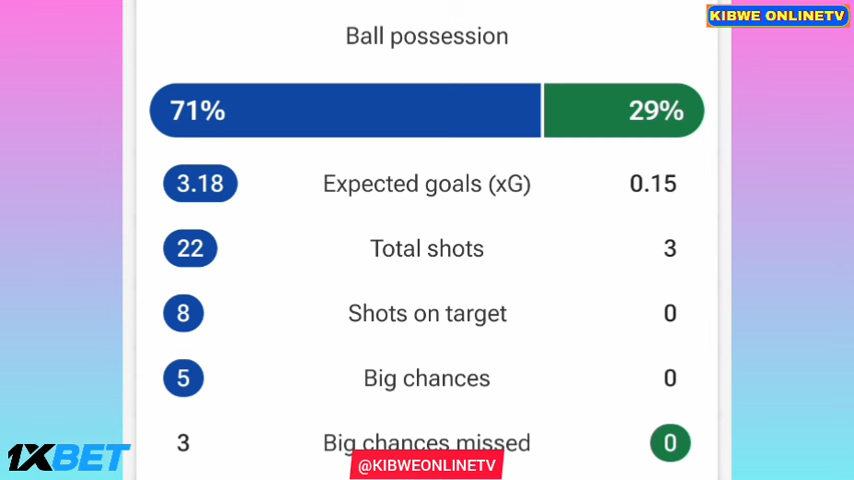 KIBWE ONLINETV
Ball possession
71% 29%
3.18 Expected goals (xG) 0.15
22 Total shots 3
8 Shots on target 0
5 Big chances 0
3 Big chances missed 0
1XBET
@KIBWEONLINETV